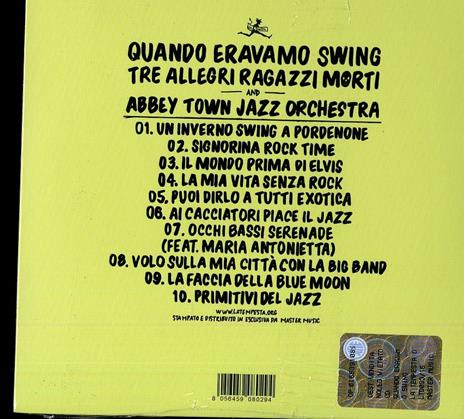 QUANDO ERAVAMO SWING
TRE ALLEGRI RAGAZZI MORTI
AND
ABBEY TOWN JAZZ ORCHESTRA
01. UN INVERNO SWING A PORDENONE
02. SIGNORINA ROCK TIME
03. IL MONDO PRIMA DI ELVIS
04. LA MIA VITA SENZA ROCK
05. PUOI DIRLO A TUTTI EXOTICA
06. AI CACCIATORI PIACE IL JAZZ
07. OCCHI BASSI SERENADE
(FEAT. MARIA ANTONIETTA)
08. VOLO SULLA MIA CITTÀ CON LA BIG BAND
09. LA FACCIA DELLA BLUE MOON
10. PRIMITIVI DEL JAZZ
WWW.LATEMPESTA.ORG
STAMPATO E DISTRIBUITO IN ESCLUSIVA DA MASTER MUSIC
8 056459 080294
MASTER MUSIC